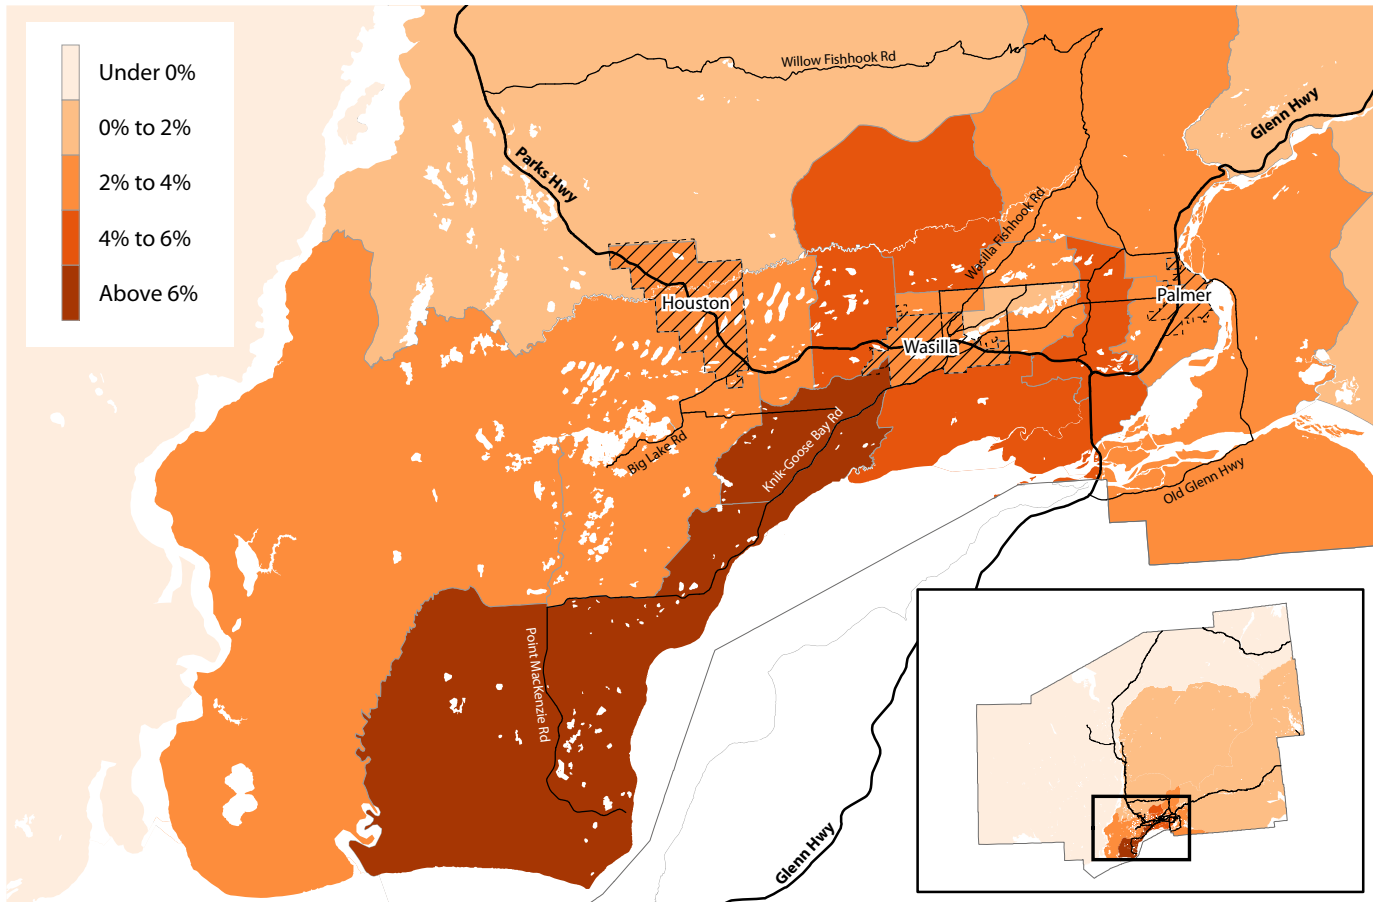 Under 0%
0% to 2%
2% to 4%
4% to 6%
Above 6%
Willow Fishhook Rd
Glenn Hwy
Parks Hwy
Wasilla Fishhook Rd
Houston
Palmer
Wasilla
Knik-Goose Bay Rd
Big Lake Rd
Old Glenn Hwy
Point MacKenzie Rd
Glenn Hwy